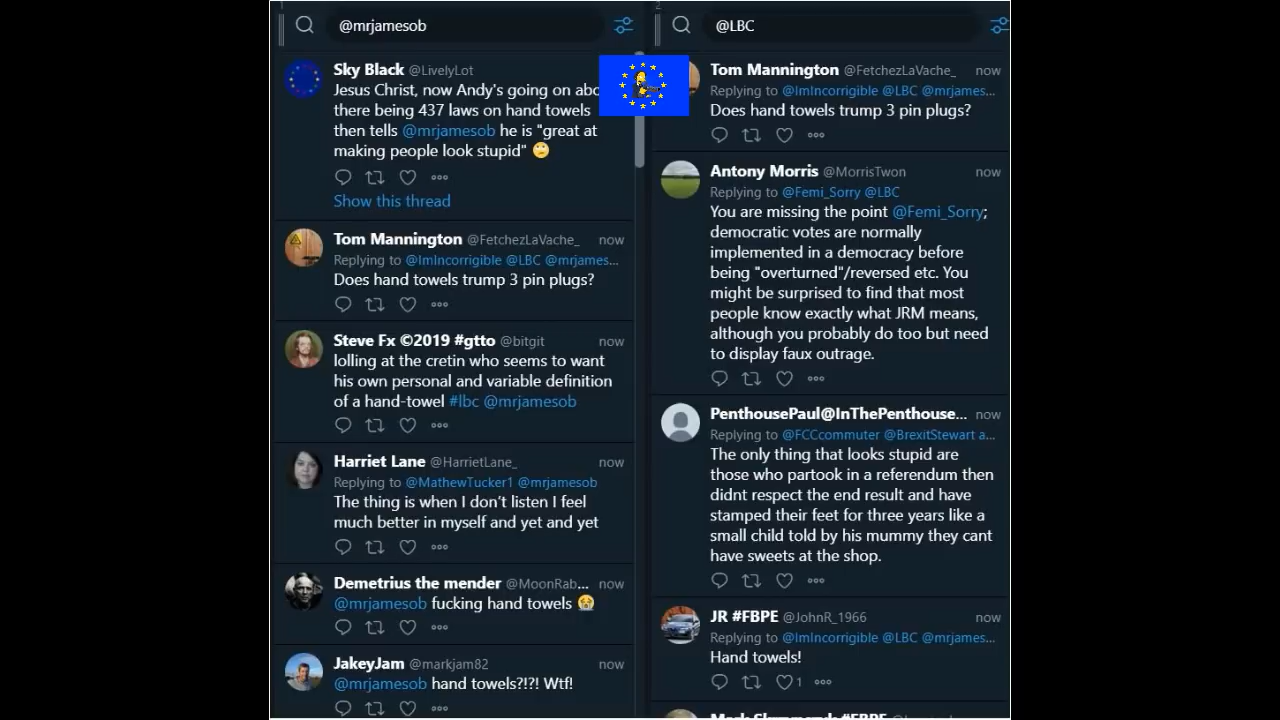 1
@mrjamesob
Sky Black @LivelyLot
Jesus Christ, now Andy's going on abo
there being 437 laws on hand towels
then tells @mrjamesob he is "great at
making people look stupid" 🙄
Show this thread
Tom Mannington @FetchezLaVache_ now
Replying to @ImIncorrigible @LBC @mrjames...
Does hand towels trump 3 pin plugs?
Steve Fx ©2019 #gtto @bitgit now
lolling at the cretin who seems to want
his own personal and variable definition
of a hand-towel #lbc @mrjamesob
Harriet Lane @HarrietLane_ now
Replying to @MathewTucker1 @mrjamesob
The thing is when I don't listen I feel
much better in myself and yet and yet
Demetrius the mender @MoonRab... now
@mrjamesob fucking hand towels 😭
JakeyJam @markjam82 now
@mrjamesob hand towels?!?! Wtf!
2
@LBC
Tom Mannington @FetchezLaVache_ now
Replying to @ImIncorrigible @LBC @mrjames...
Does hand towels trump 3 pin plugs?
Antony Morris @MorrisTwon now
Replying to @Femi_Sorry @LBC
You are missing the point @Femi_Sorry;
democratic votes are normally
implemented in a democracy before
being "overturned"/reversed etc. You
might be surprised to find that most
people know exactly what JRM means,
although you probably do too but need
to display faux outrage.
PenthousePaul@InThePenthouse... now
Replying to @FCCcommuter @BrexitStewart a...
The only thing that looks stupid are
those who partook in a referendum then
didnt respect the end result and have
stamped their feet for three years like a
small child told by his mummy they cant
have sweets at the shop.
JR #FBPE @JohnR_1966 now
Replying to @ImIncorrigible @LBC @mrjames...
Hand towels!
1